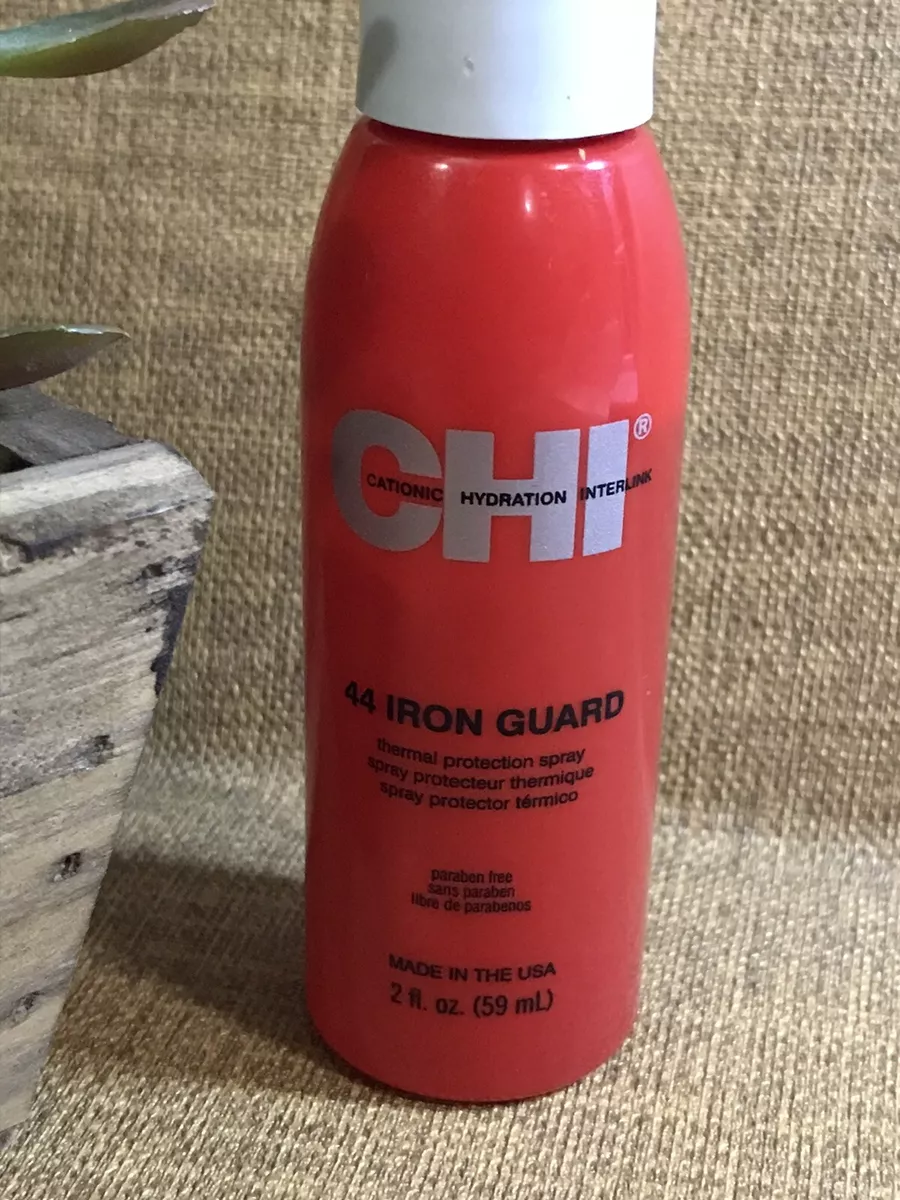 CHI®
CATIONIC HYDRATION INTERLINK
44 IRON GUARD
thermal protection spray
spray protecteur thermique
spray protector térmico
paraben free
sans paraben
libre de parabenos
MADE IN THE USA
2 fl. oz. (59 mL)